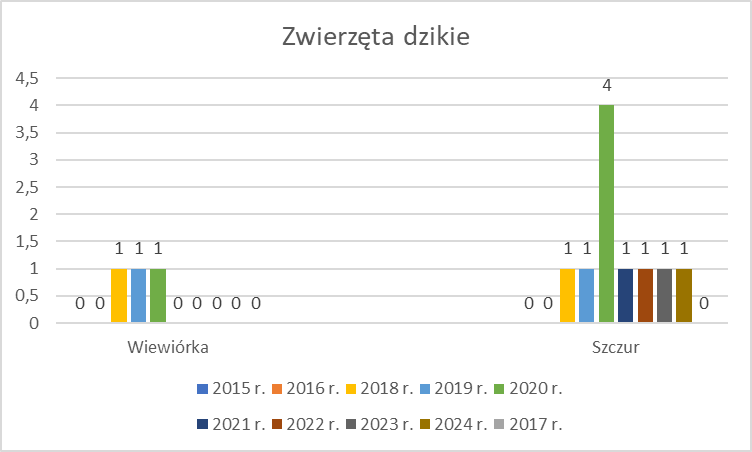 Zwierzęta dzikie
4,5
4
3,5
3
2,5
2
1,5
1
0,5
0
0 0 1 1 1 0 0 0 0 0
0 0 1 1 4 1 1 1 1 0
Wiewiórka Szczur
2015 r. 2016 r. 2018 r. 2019 r. 2020 r.
2021 r. 2022 r. 2023 r. 2024 r. 2017 r.